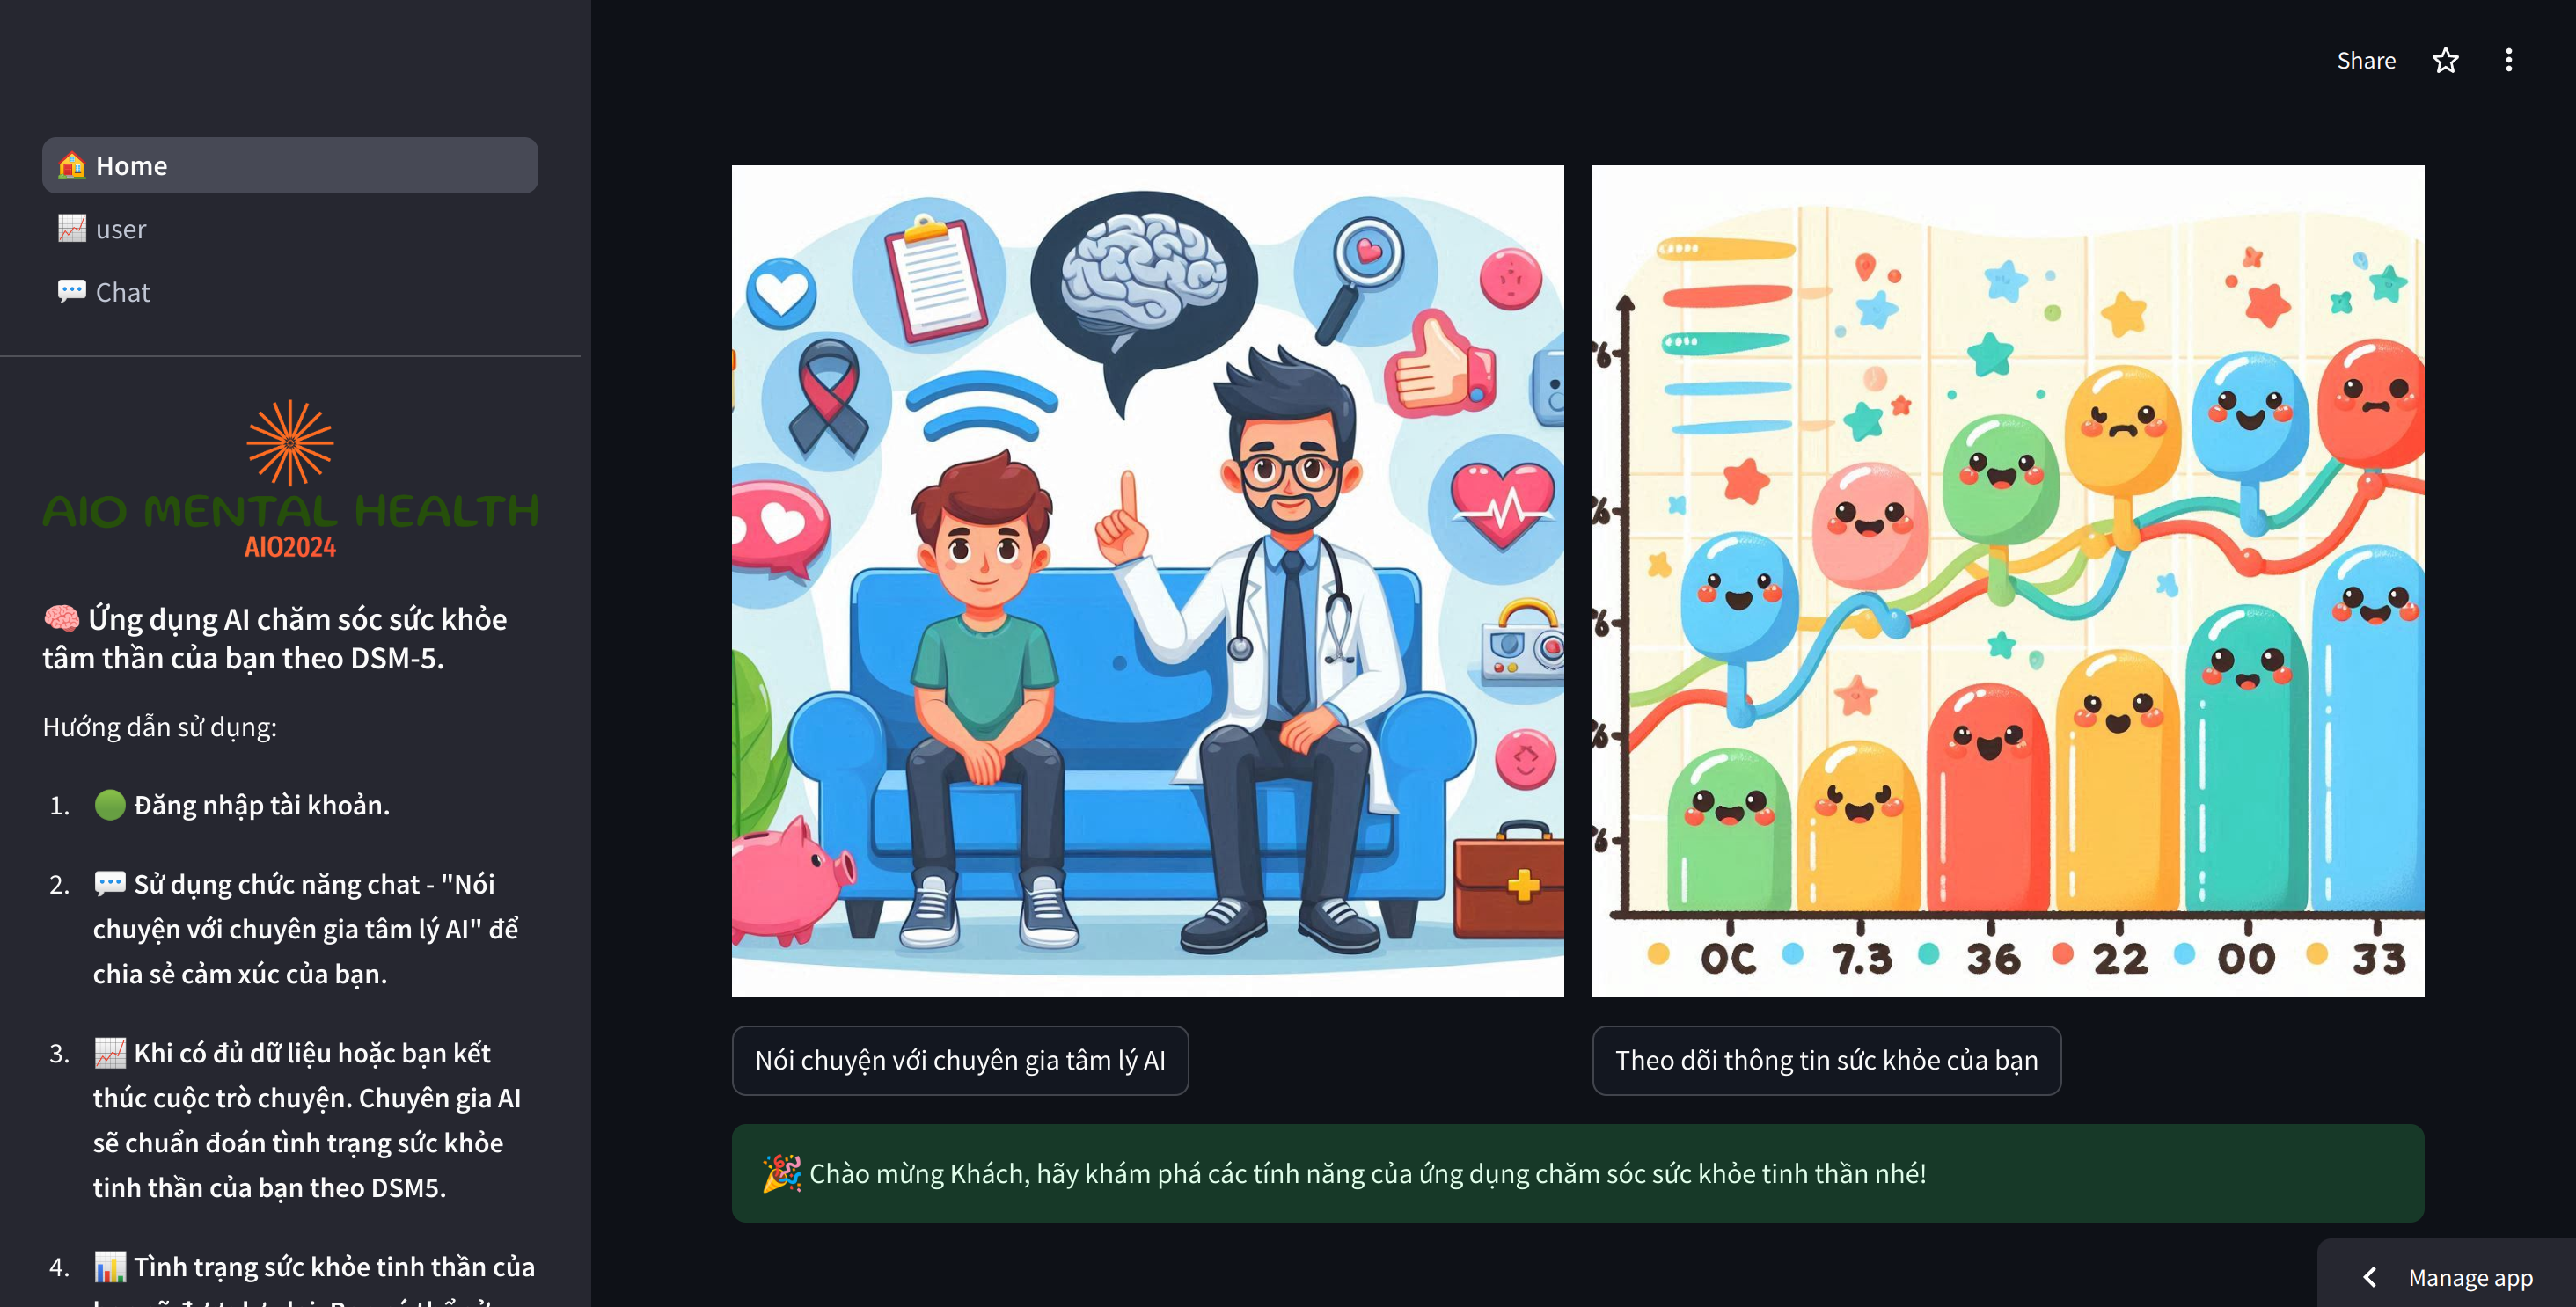 Share
Home
user
Chat
AIO MENTAL HEALTH
AIO2024
🧠 Ứng dụng AI chăm sóc sức khỏe
tâm thần của bạn theo DSM-5.
Hướng dẫn sử dụng:
1. 🟢 Đăng nhập tài khoản.
2. 💬 Sử dụng chức năng chat - "Nói
chuyện với chuyên gia tâm lý AI" để
chia sẻ cảm xúc của bạn.
3. 📈 Khi có đủ dữ liệu hoặc bạn kết
thúc cuộc trò chuyện. Chuyên gia AI
sẽ chuẩn đoán tình trạng sức khỏe
tinh thần của bạn theo DSM5.
4. 📊 Tình trạng sức khỏe tinh thần của
0C 7.3 36 22 00 33
Nói chuyện với chuyên gia tâm lý AI
Theo dõi thông tin sức khỏe của bạn
🎉 Chào mừng Khách, hãy khám phá các tính năng của ứng dụng chăm sóc sức khỏe tinh thần nhé!
Manage app